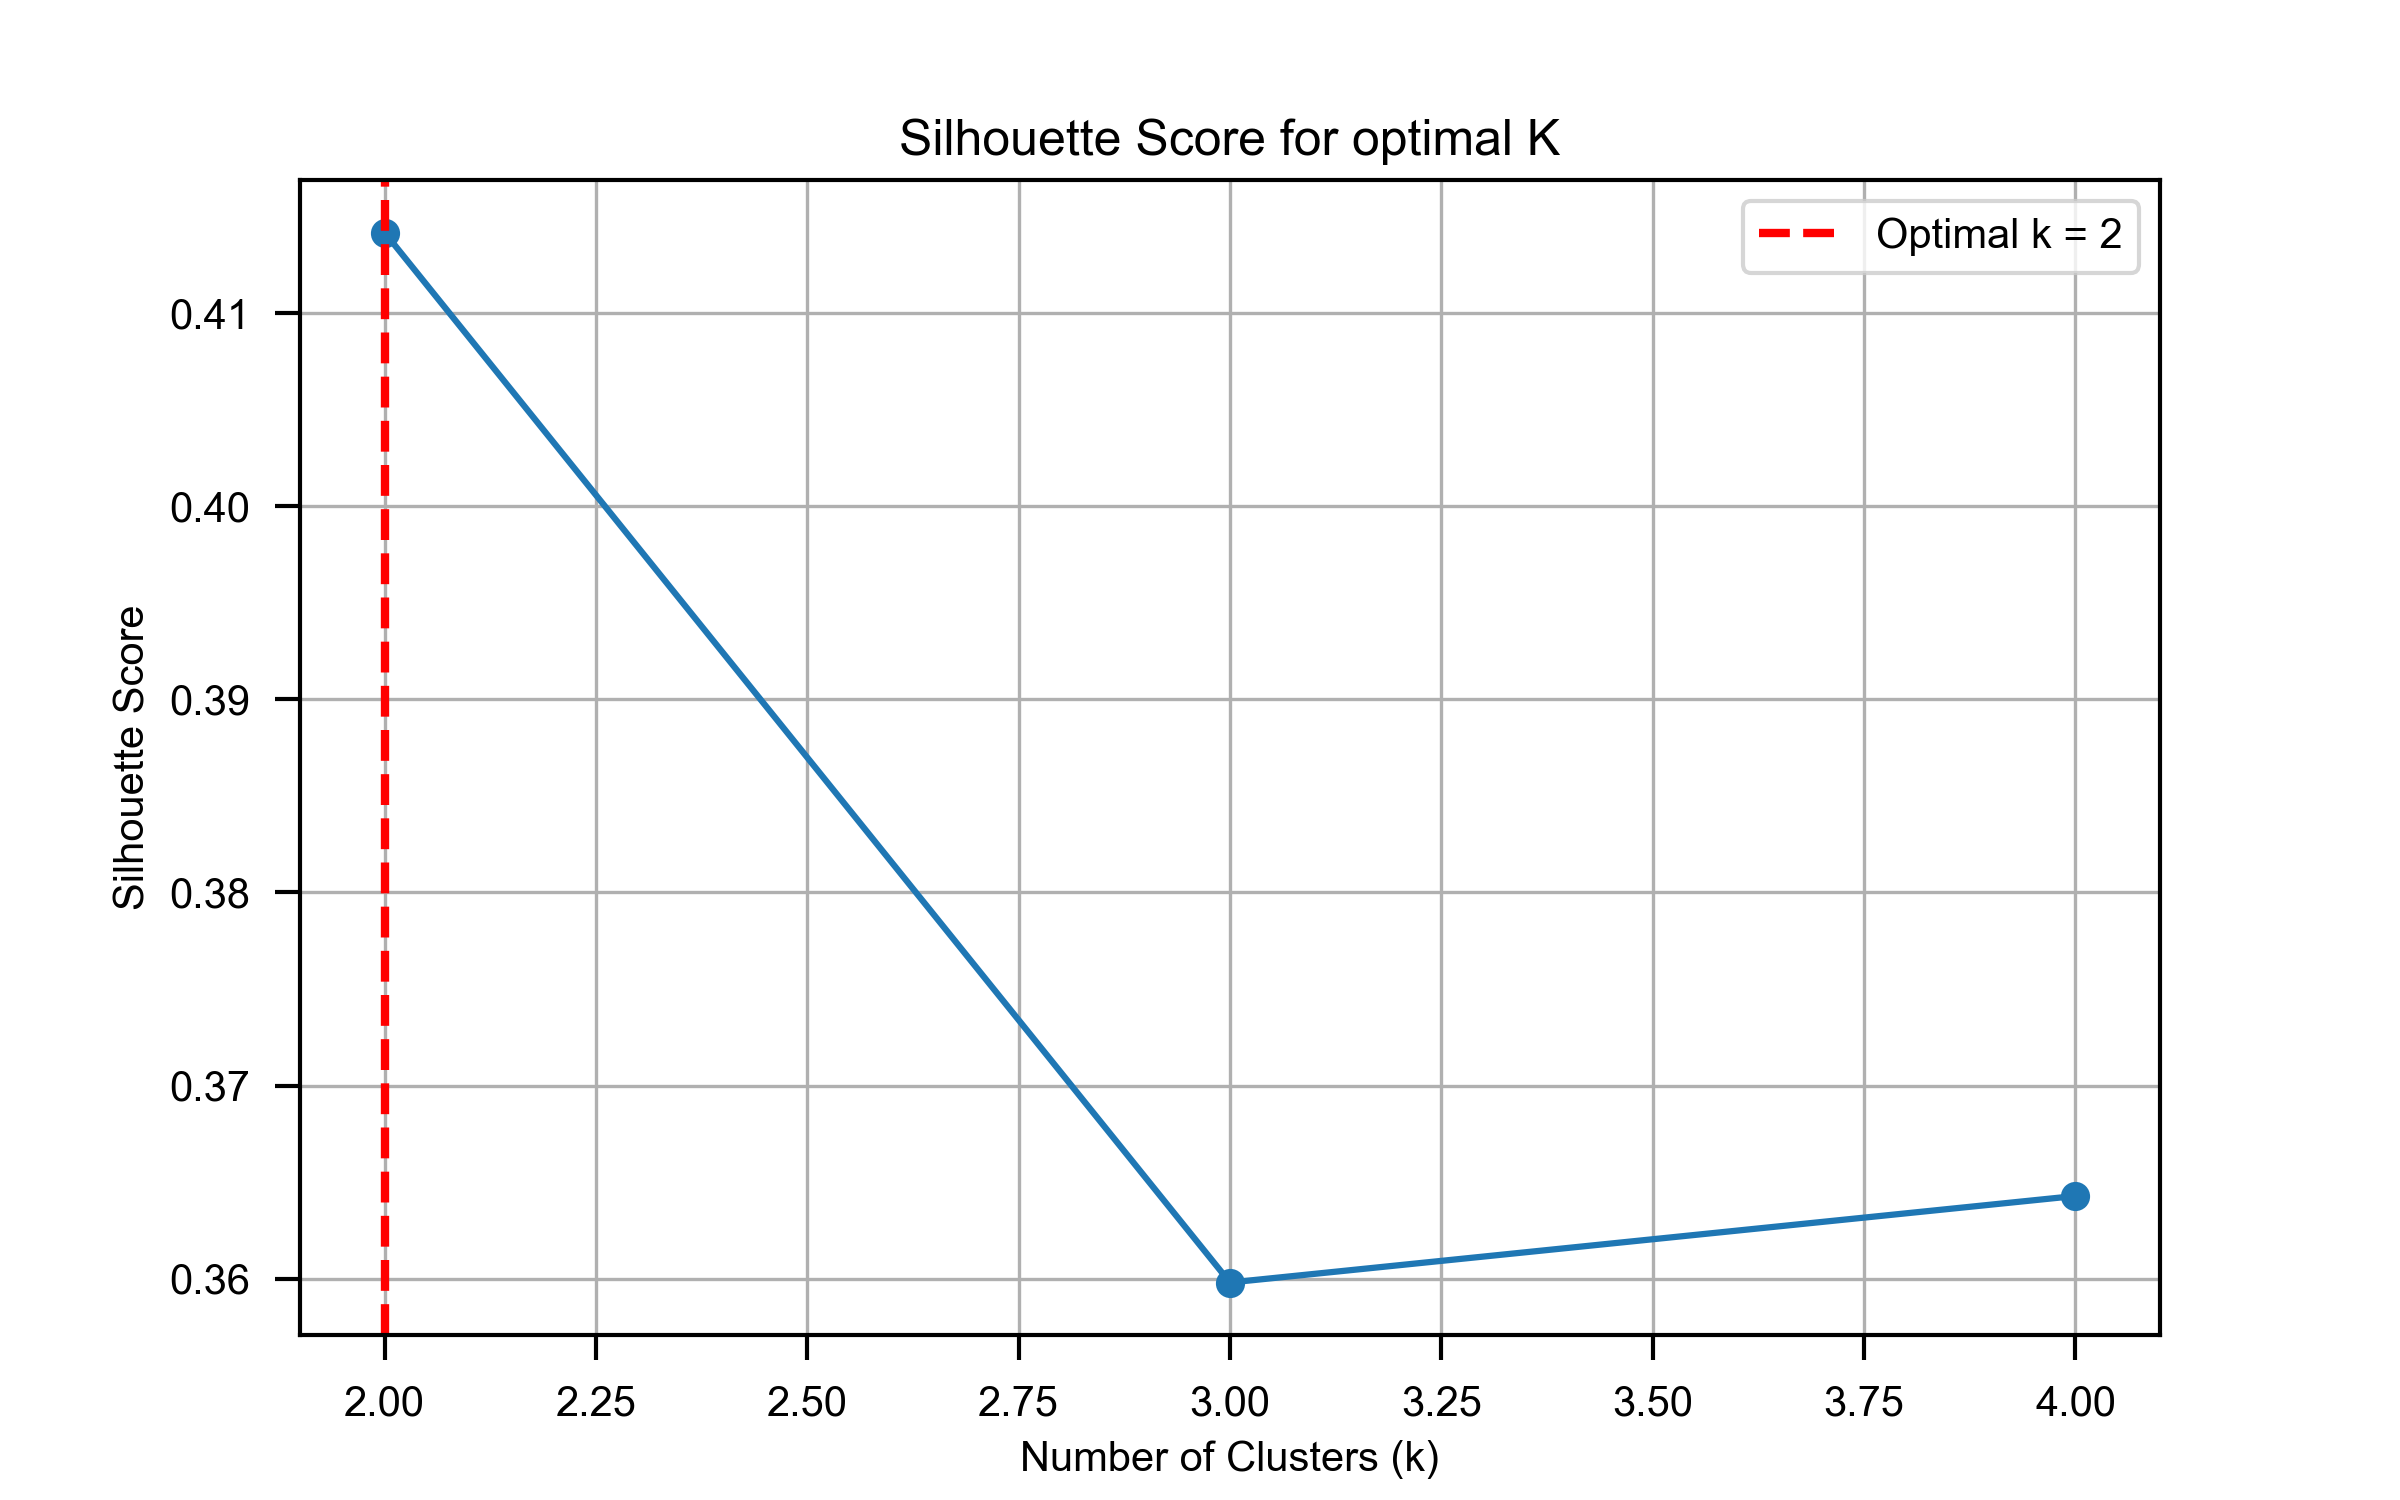 Silhouette Score for optimal K
Optimal k = 2
Silhouette Score
0.41
0.40
0.39
0.38
0.37
0.36
2.00 2.25 2.50 2.75 3.00 3.25 3.50 3.75 4.00
Number of Clusters (k)